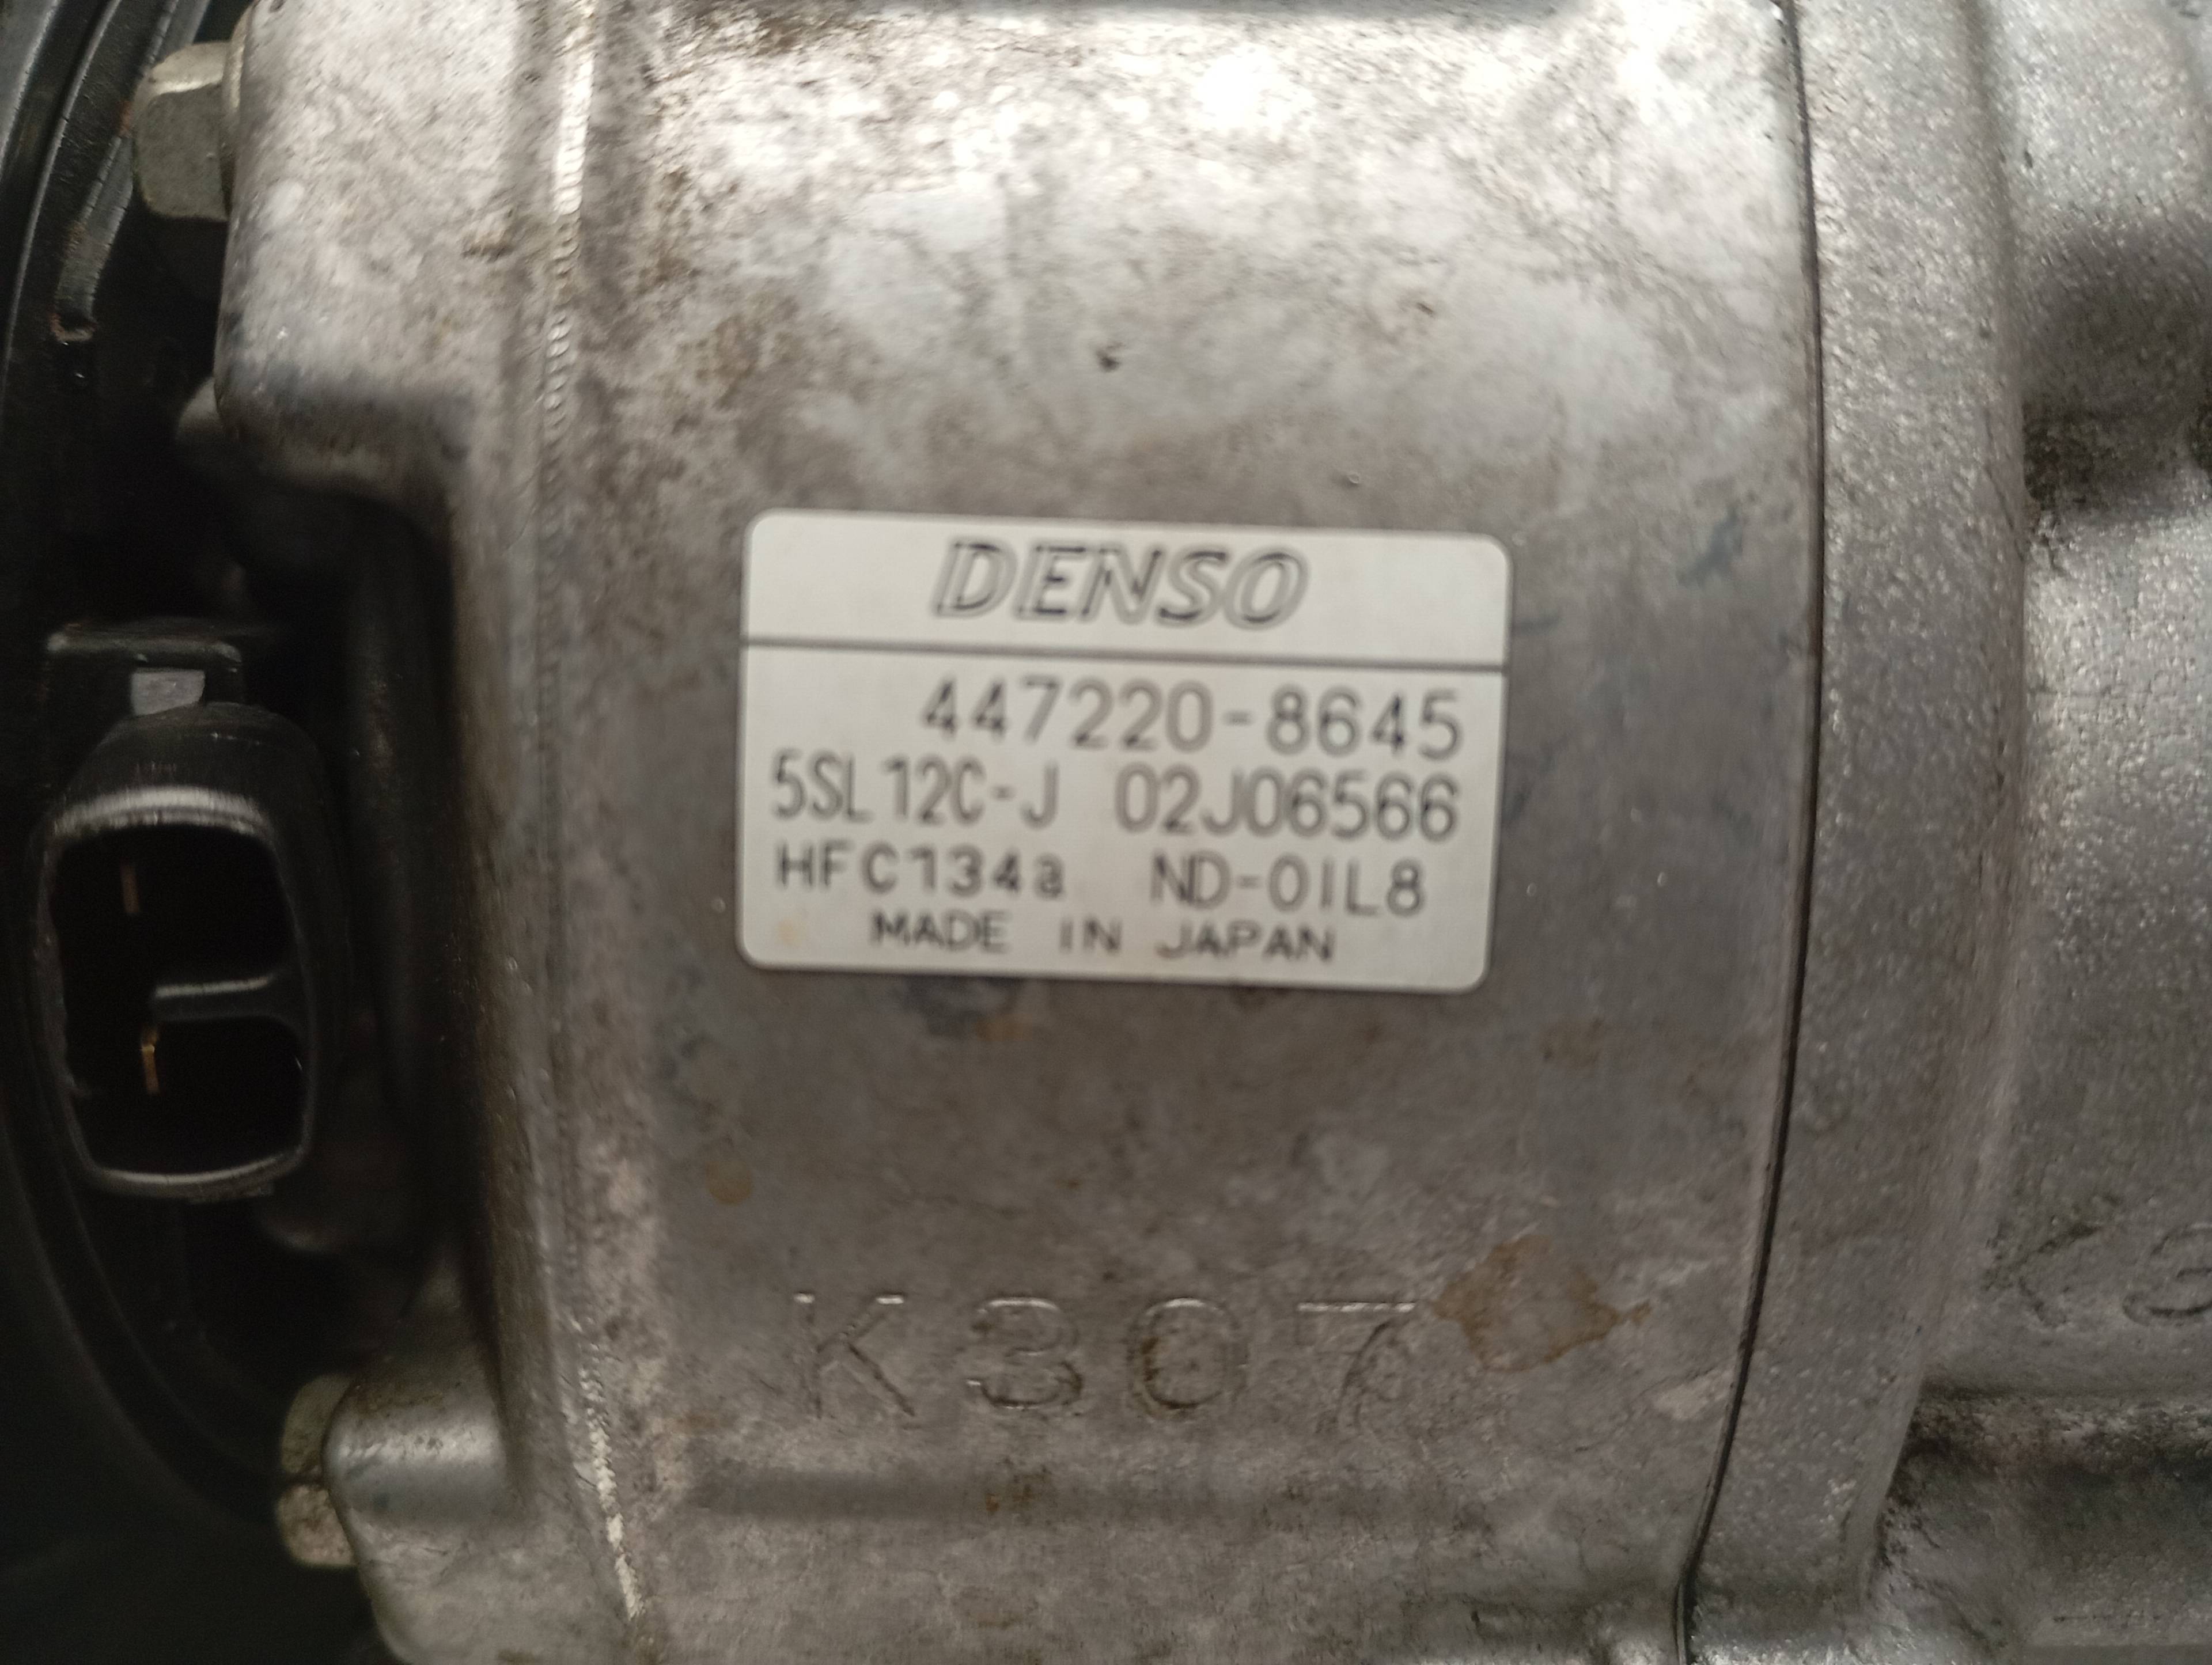 DENSO
447220-8645
5SL12C-J 02J06566
HFC134a ND-OIL8
MADE IN JAPAN
K307